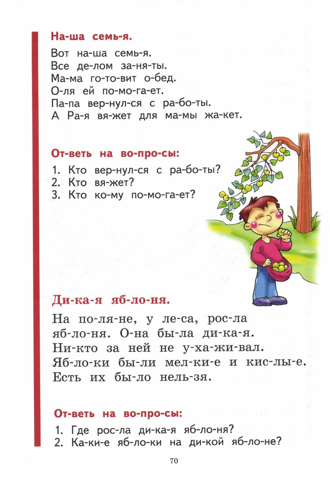 На-ша семь-я.
Вот на-ша семь-я.
Все де-лом за-ня-ты.
Ма-ма го-то-вит о-бед.
О-ля ей по-мо-га-ет.
Па-па вер-нул-ся с ра-бо-ты.
А Ра-я вя-жет для ма-мы жа-кет.
От-веть на во-про-сы:
1. Кто вер-нул-ся с ра-бо-ты?
2. Кто вя-жет?
3. Кто ко-му по-мо-га-ет?
Ди-ка-я яб-ло-ня.
На по-ля-не, у ле-са, рос-ла
яб-ло-ня. О-на бы-ла ди-ка-я.
Ни-кто за ней не у-ха-жи-вал.
Яб-ло-ки бы-ли мел-ки-е и кис-лы-е.
Есть их бы-ло нель-зя.
От-веть на во-про-сы:
1. Где рос-ла ди-ка-я яб-ло-ня?
2. Ка-ки-е яб-ло-ки на ди-кой яб-ло-не?
70